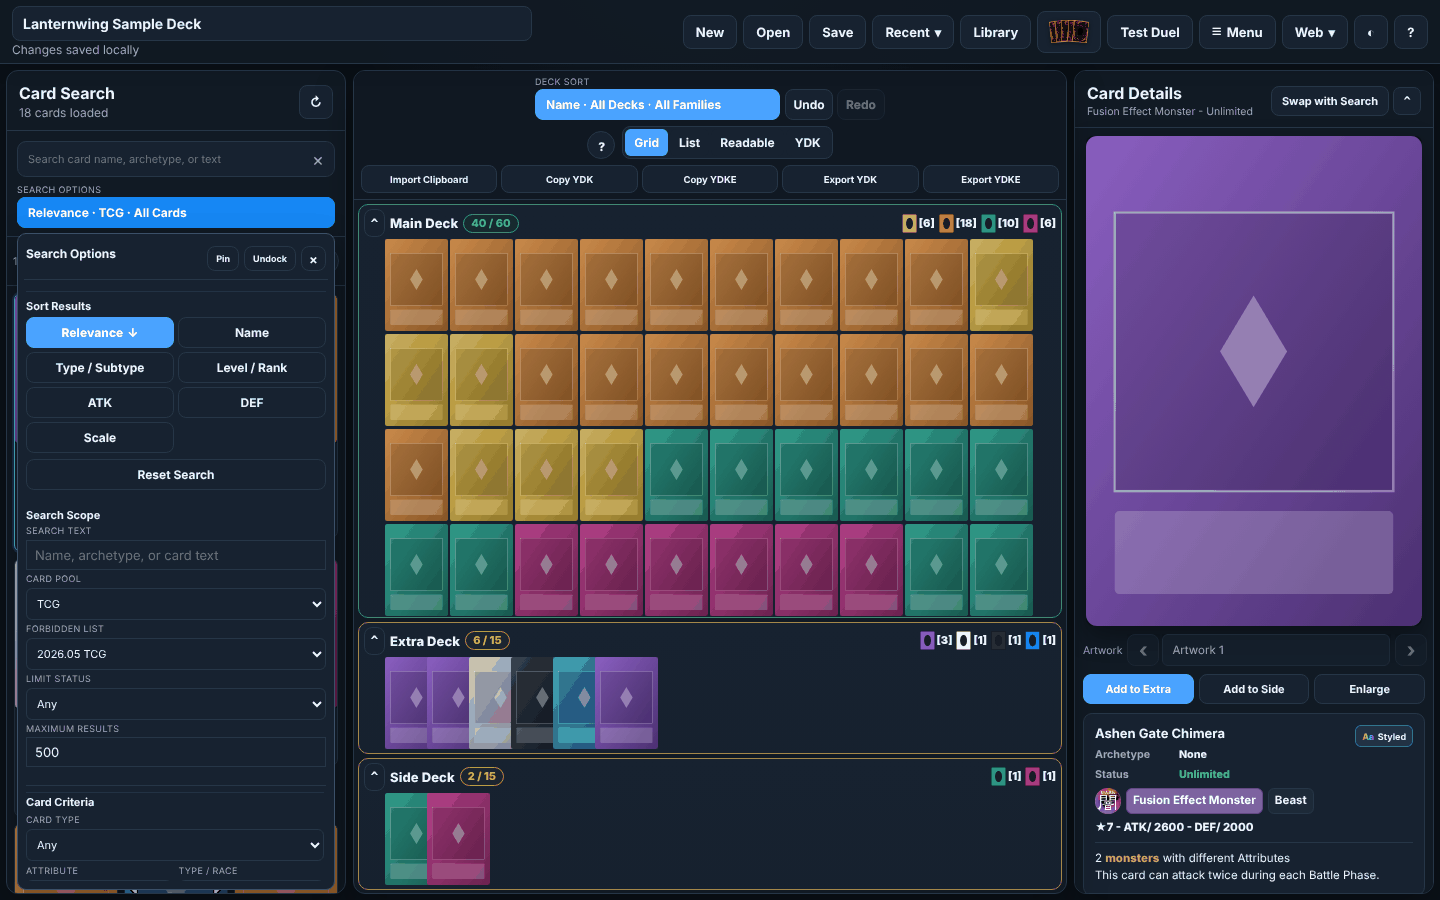 Lanternwing Sample Deck
Changes saved locally
New
Open
Save
Recent ▾
Library
Test Duel
☰ Menu
Web ▾
?
Card Search
18 cards loaded
Search card name, archetype, or text
SEARCH OPTIONS
Relevance · TCG · All Cards
Search Options
Pin
Undock
×
Sort Results
Relevance ↓
Name
Type / Subtype
Level / Rank
ATK
DEF
Scale
Reset Search
Search Scope
SEARCH TEXT
Name, archetype, or card text
CARD POOL
TCG
FORBIDDEN LIST
2026.05 TCG
LIMIT STATUS
Any
MAXIMUM RESULTS
500
Card Criteria
CARD TYPE
Any
ATTRIBUTE
TYPE / RACE
DECK SORT
Name · All Decks · All Families
Undo
Redo
?
Grid
List
Readable
YDK
Import Clipboard
Copy YDK
Copy YDKE
Export YDK
Export YDKE
Main Deck
40 / 60
[6] [18] [10] [6]
Extra Deck
6 / 15
[3] [1] [1] [1]
Side Deck
2 / 15
[1] [1]
Card Details
Fusion Effect Monster - Unlimited
Swap with Search
Artwork
Artwork 1
Add to Extra
Add to Side
Enlarge
Ashen Gate Chimera
Aa Styled
Archetype None
Status Unlimited
闇
Fusion Effect Monster
Beast
★7 - ATK/ 2600 - DEF/ 2000
2 monsters with different Attributes
This card can attack twice during each Battle Phase.